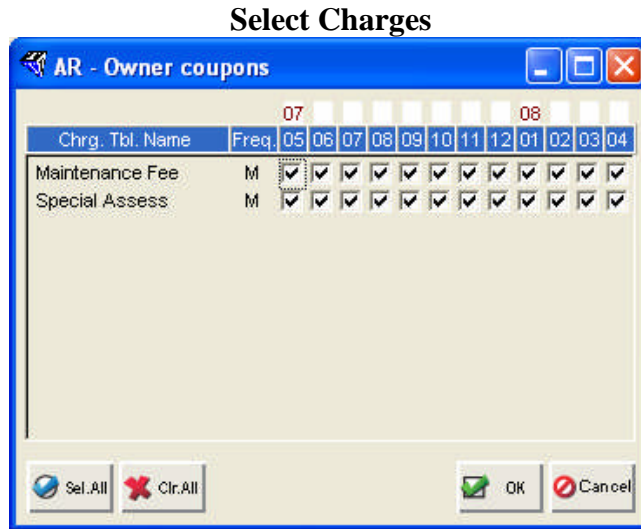 Select Charges
AR - Owner coupons
07 08
Chrg. Tbl. Name Freq. 05 06 07 08 09 10 11 12 01 02 03 04
Maintenance Fee M
Special Assess M
Sel.All Clr.All OK Cancel